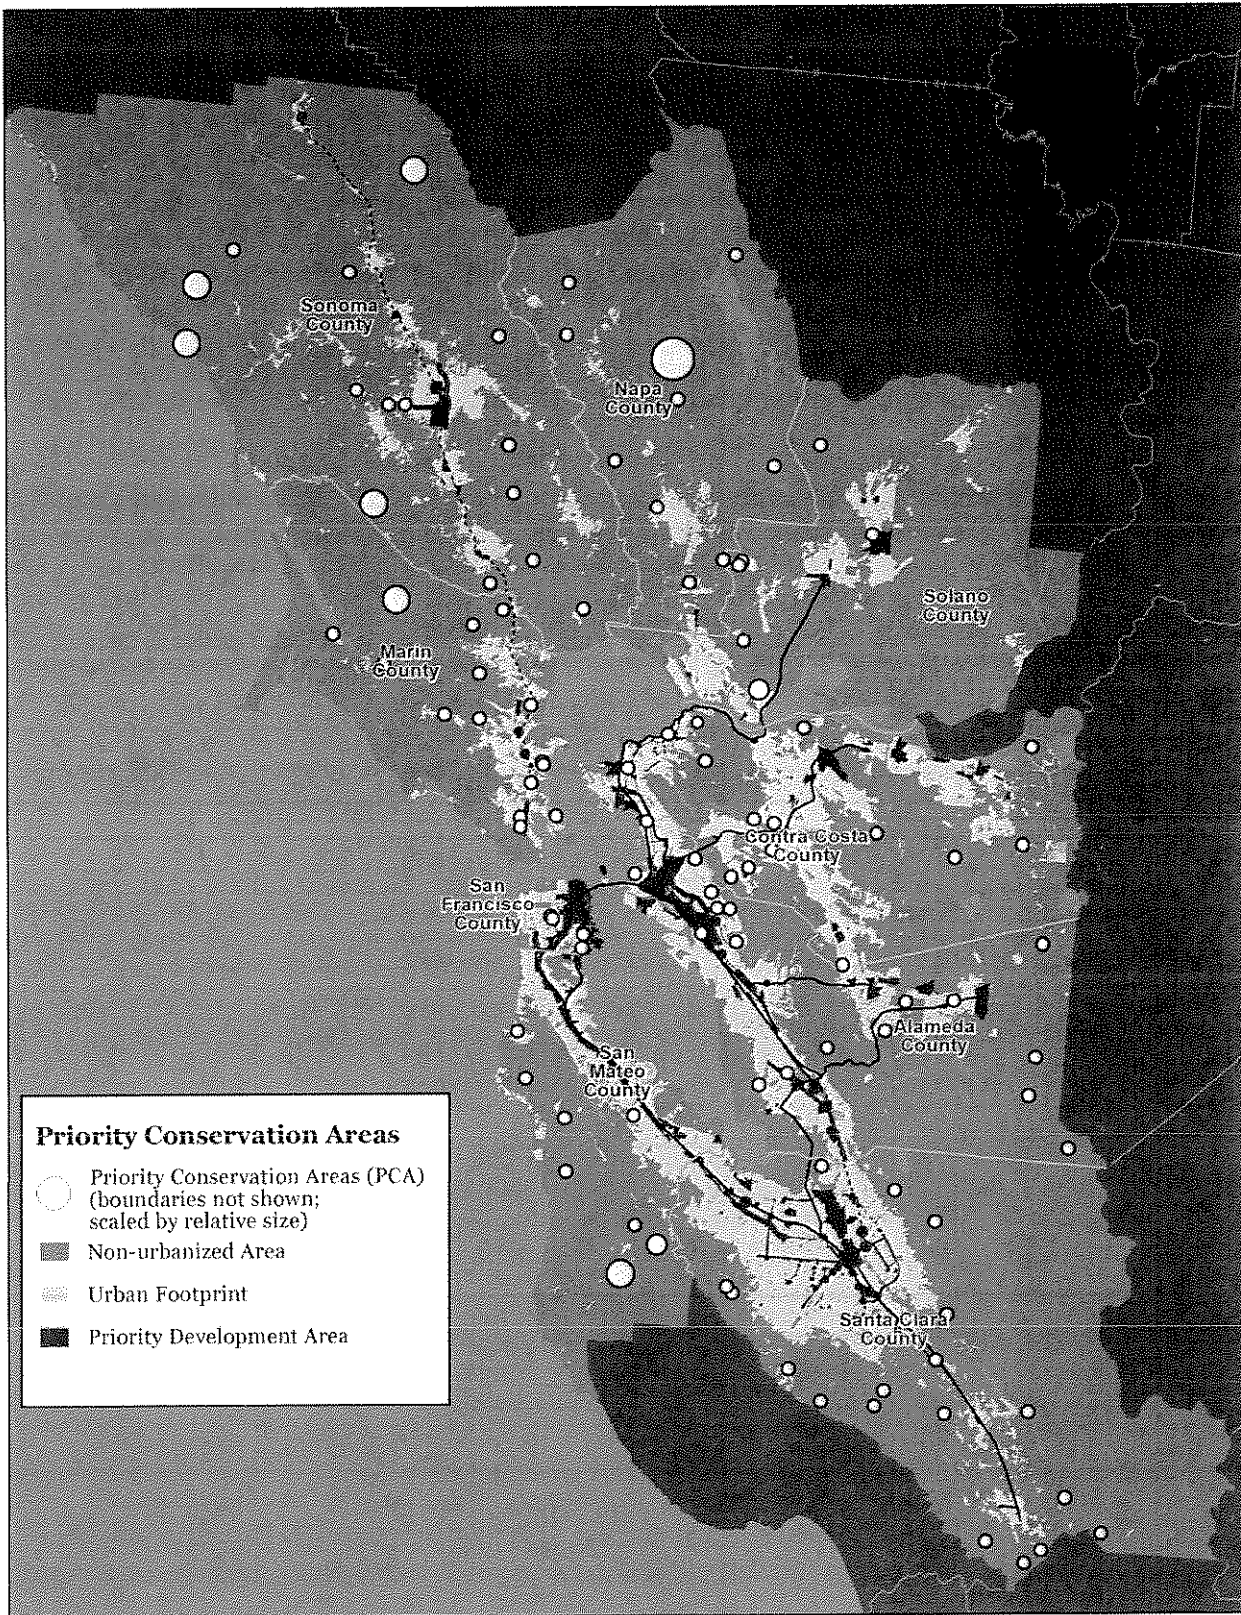 Sonoma
County
Napa
County
Solano
County
Marin
County
Contra Costa
County
San
Francisco
County
Alameda
County
San
Mateo
County
Santa Clara
County
Priority Conservation Areas
Priority Conservation Areas (PCA)
(boundaries not shown;
scaled by relative size)
Non-urbanized Area
Urban Footprint
Priority Development Area